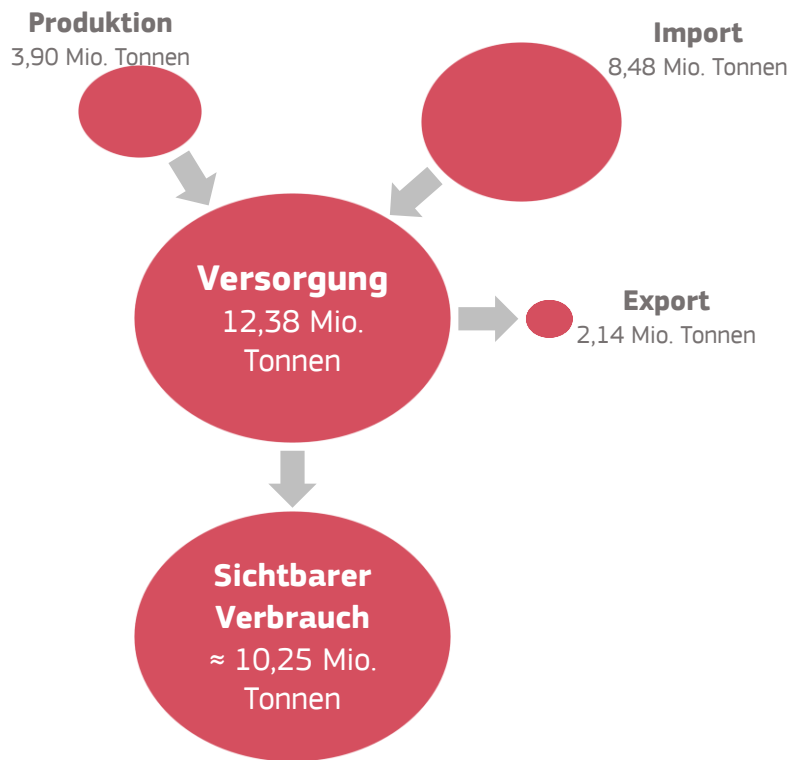 Produktion
3,90 Mio. Tonnen
Import
8,48 Mio. Tonnen
Versorgung
12,38 Mio.
Tonnen
Export
2,14 Mio. Tonnen
Sichtbarer
Verbrauch
≈ 10,25 Mio.
Tonnen